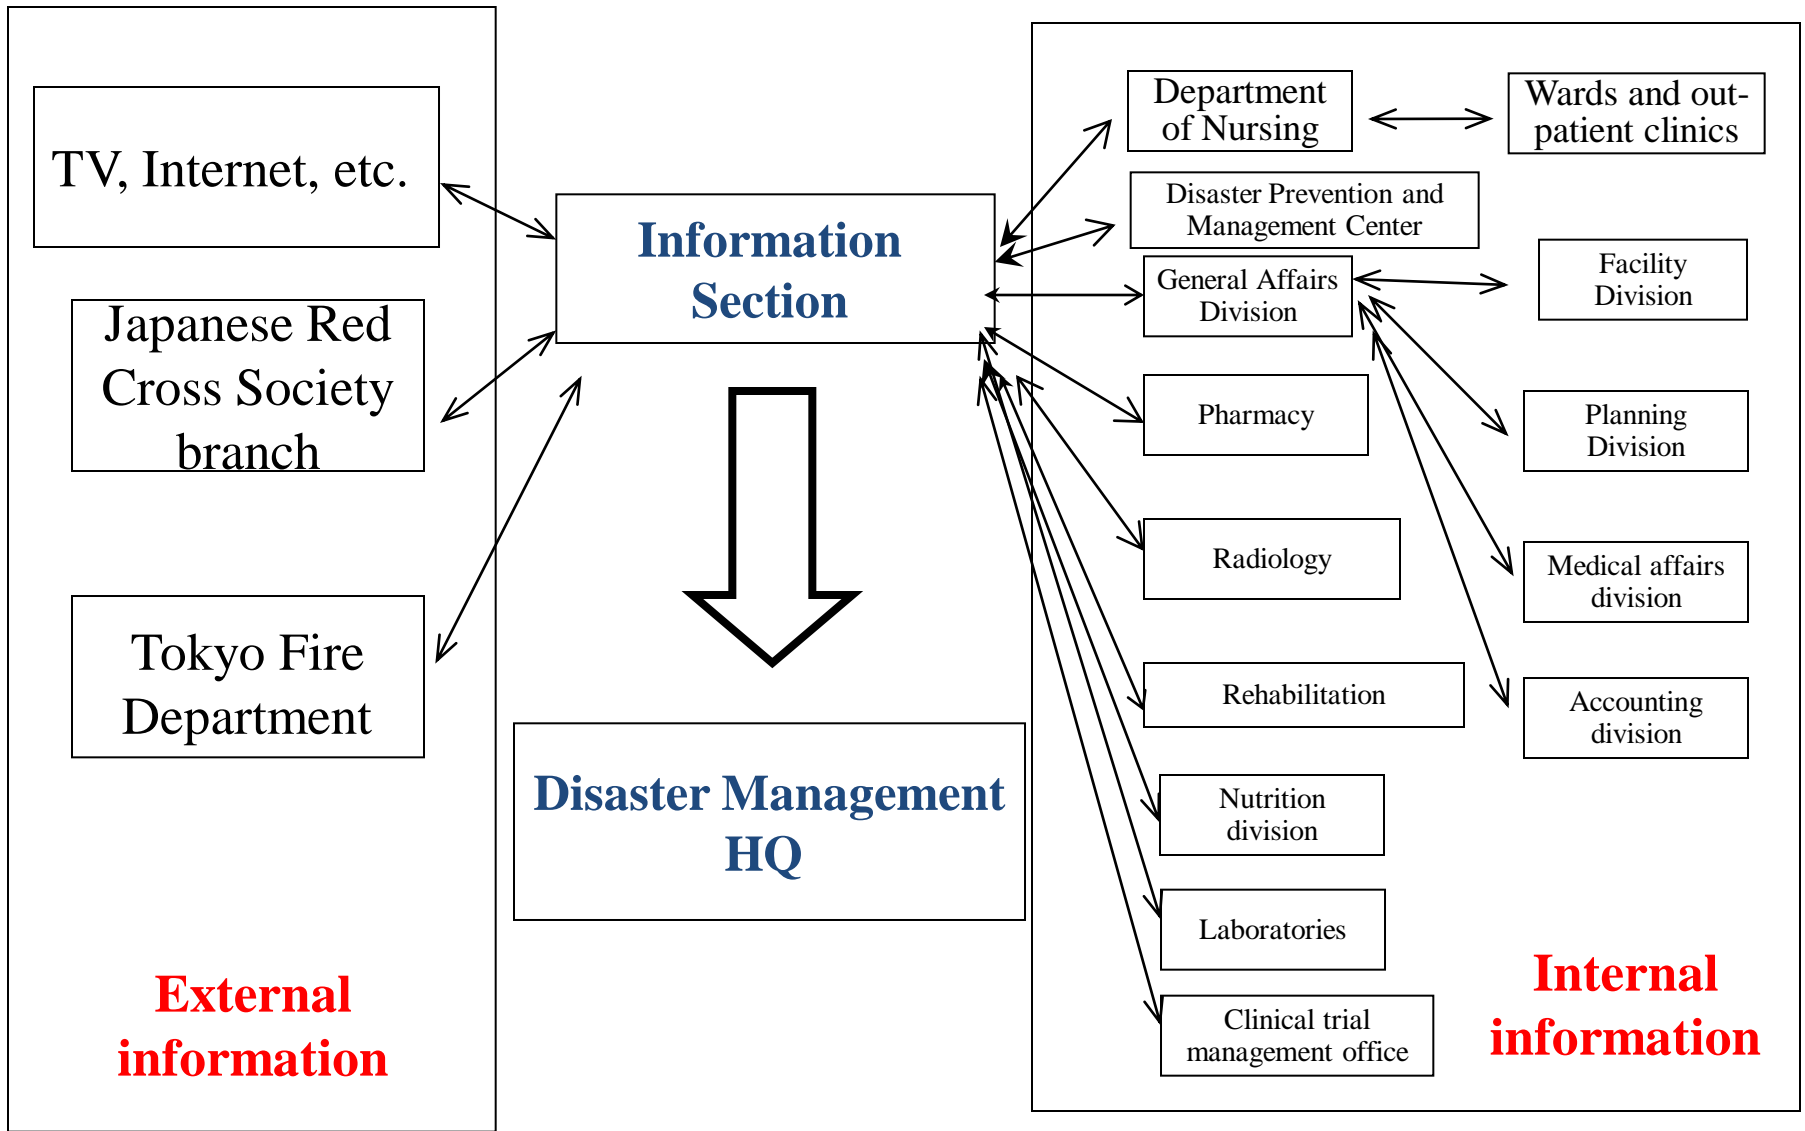 TV, Internet, etc.
Japanese Red
Cross Society
branch
Tokyo Fire
Department
External
information
Information
Section
Disaster Management
HQ
Department
of Nursing
Wards and out-
patient clinics
Disaster Prevention and
Management Center
General Affairs
Division
Facility
Division
Pharmacy
Planning
Division
Radiology
Medical affairs
division
Rehabilitation
Accounting
division
Nutrition
division
Laboratories
Clinical trial
management office
Internal
information